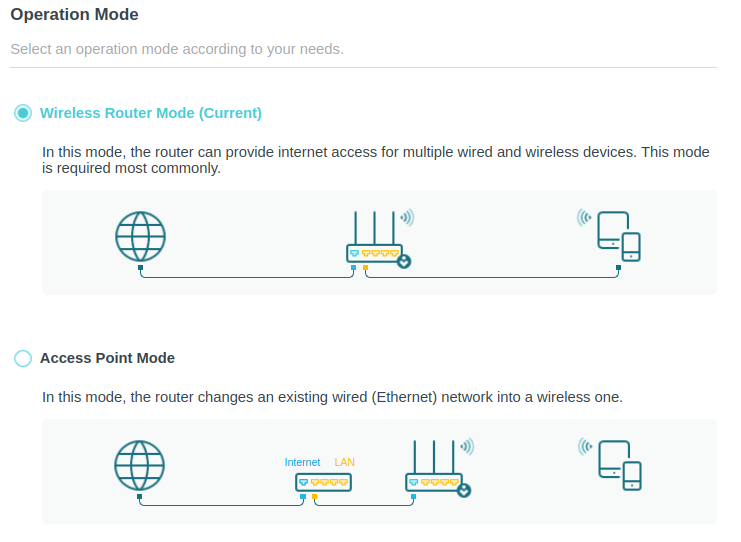 Operation Mode
Select an operation mode according to your needs.
Wireless Router Mode (Current)
In this mode, the router can provide internet access for multiple wired and wireless devices. This mode
is required most commonly.
Access Point Mode
In this mode, the router changes an existing wired (Ethernet) network into a wireless one.
Internet LAN